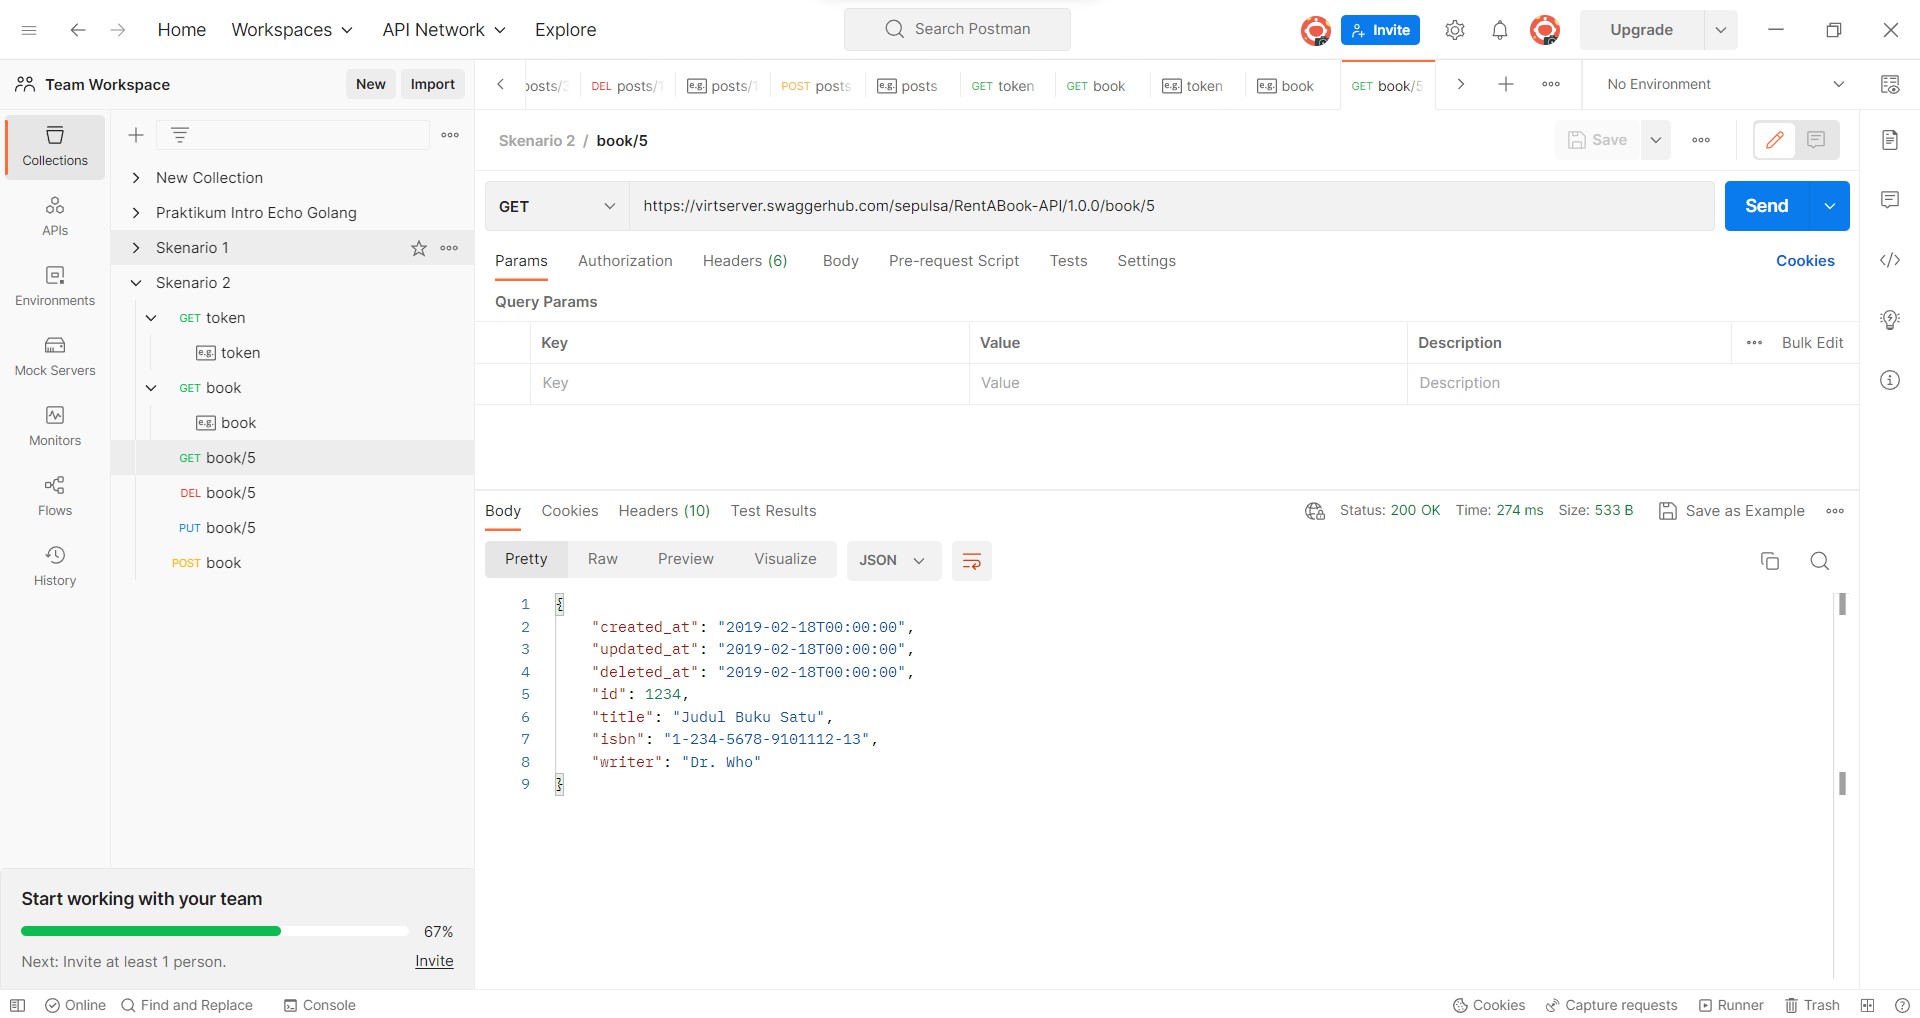 Home Workspaces API Network Explore Search Postman Invite Upgrade
Team Workspace New Import
posts/ DEL posts/1 e.g. posts/1 POST posts e.g. posts GET token GET book e.g. token e.g. book GET book/5 No Environment
Collections
APIs
Environments
Mock Servers
Monitors
Flows
History
New Collection
Praktikum Intro Echo Golang
Skenario 1
Skenario 2
GET token
e.g. token
GET book
e.g. book
GET book/5
DEL book/5
PUT book/5
POST book
Start working with your team
67%
Next: Invite at least 1 person. Invite
Skenario 2 / book/5 Save
GET https://virtserver.swaggerhub.com/sepulsa/RentABook-API/1.0.0/book/5 Send
Params Authorization Headers (6) Body Pre-request Script Tests Settings Cookies
Query Params
Key Value Description Bulk Edit
Key Value Description
Body Cookies Headers (10) Test Results Status: 200 OK Time: 274 ms Size: 533 B Save as Example
Pretty Raw Preview Visualize JSON
1 {
2 "created_at": "2019-02-18T00:00:00",
3 "updated_at": "2019-02-18T00:00:00",
4 "deleted_at": "2019-02-18T00:00:00",
5 "id": 1234,
6 "title": "Judul Buku Satu",
7 "isbn": "1-234-5678-9101112-13",
8 "writer": "Dr. Who"
9 }
Online Find and Replace Console Cookies Capture requests Runner Trash